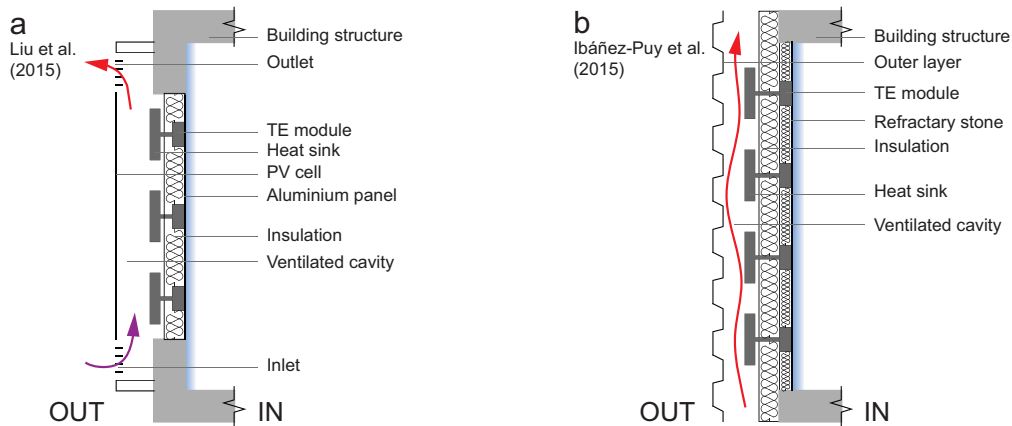 a
Liu et al.
(2015)
Building structure
Outlet
TE module
Heat sink
PV cell
Aluminium panel
Insulation
Ventilated cavity
Inlet
OUT
IN
b
Ibáñez-Puy et al.
(2015)
Building structure
Outer layer
TE module
Refractary stone
Insulation
Heat sink
Ventilated cavity
OUT
IN